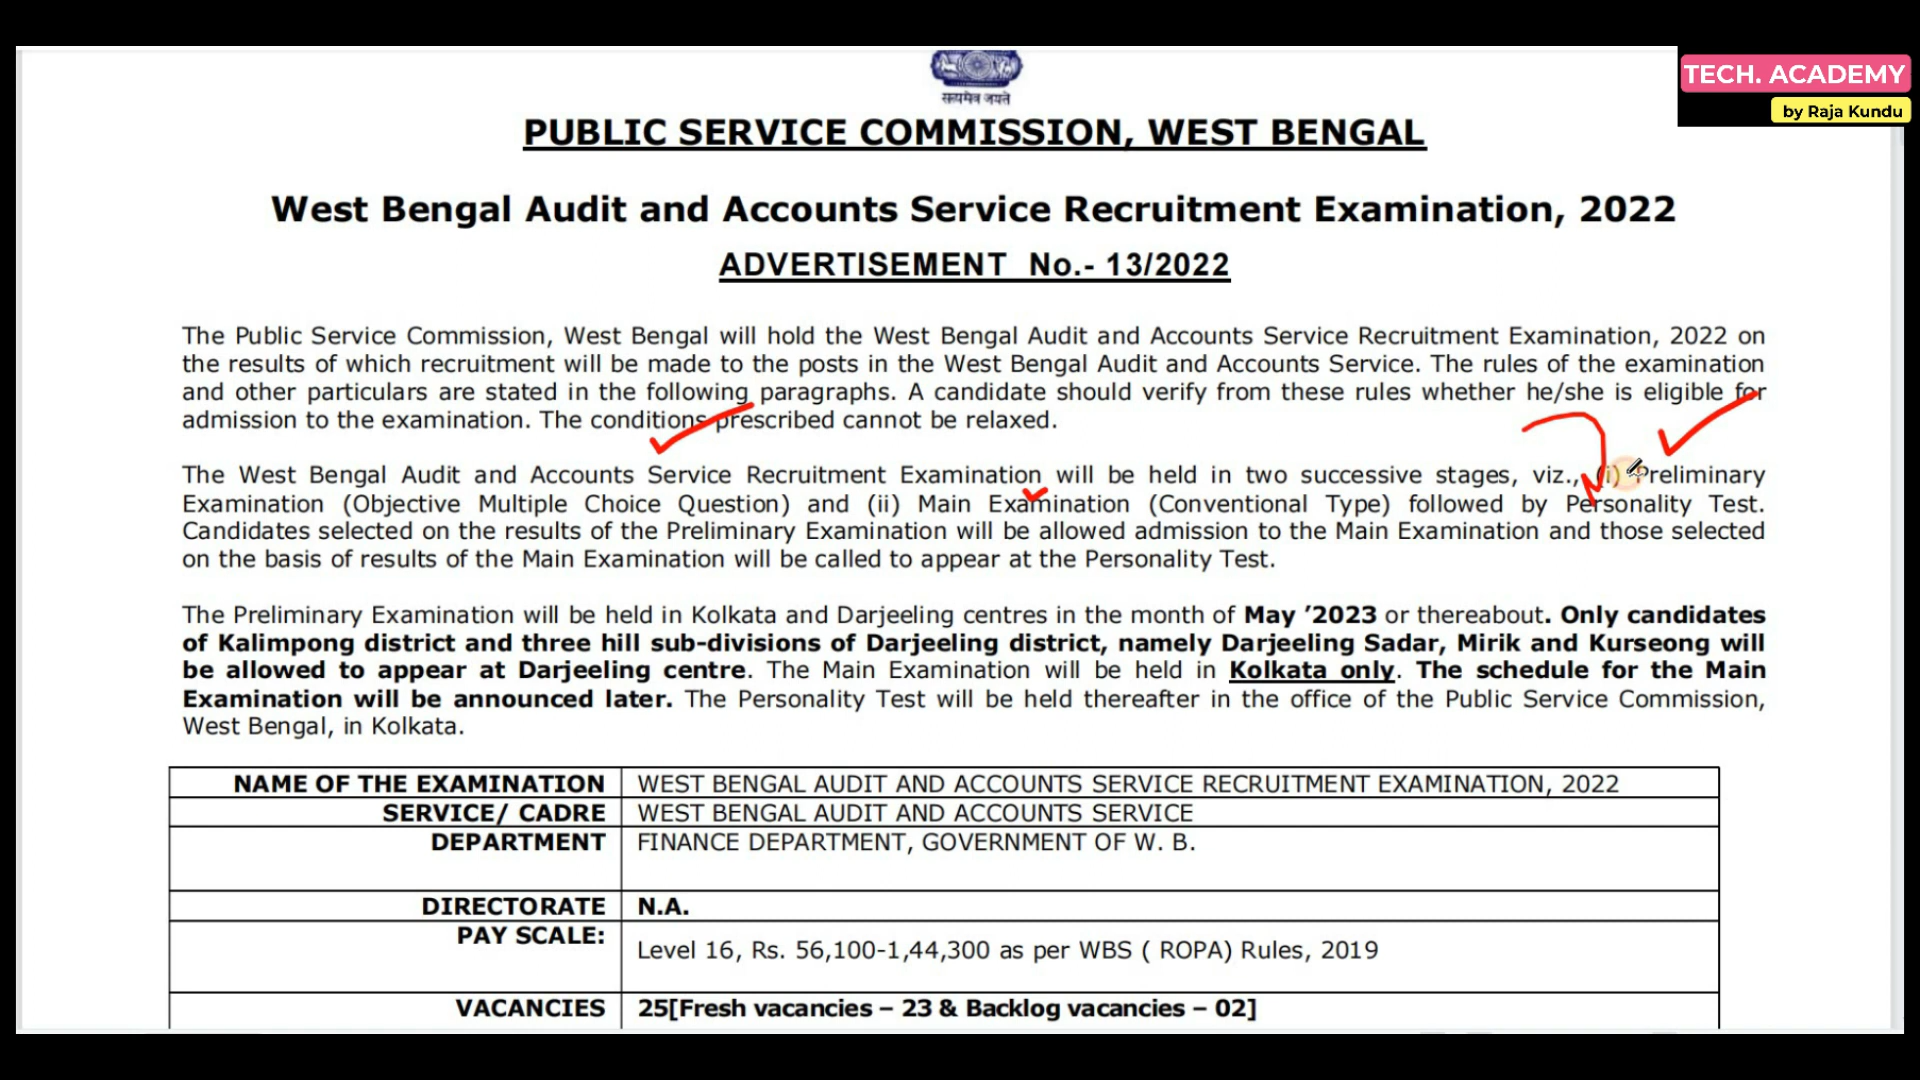 सत्यमेव जयते
TECH. ACADEMY
by Raja Kundu
PUBLIC SERVICE COMMISSION, WEST BENGAL
West Bengal Audit and Accounts Service Recruitment Examination, 2022
ADVERTISEMENT No.- 13/2022
The Public Service Commission, West Bengal will hold the West Bengal Audit and Accounts Service Recruitment Examination, 2022 on
the results of which recruitment will be made to the posts in the West Bengal Audit and Accounts Service. The rules of the examination
and other particulars are stated in the following paragraphs. A candidate should verify from these rules whether he/she is eligible for
admission to the examination. The conditions prescribed cannot be relaxed.
The West Bengal Audit and Accounts Service Recruitment Examination will be held in two successive stages, viz., (i) Preliminary
Examination (Objective Multiple Choice Question) and (ii) Main Examination (Conventional Type) followed by Personality Test.
Candidates selected on the results of the Preliminary Examination will be allowed admission to the Main Examination and those selected
on the basis of results of the Main Examination will be called to appear at the Personality Test.
The Preliminary Examination will be held in Kolkata and Darjeeling centres in the month of May ’2023 or thereabout. Only candidates
of Kalimpong district and three hill sub-divisions of Darjeeling district, namely Darjeeling Sadar, Mirik and Kurseong will
be allowed to appear at Darjeeling centre. The Main Examination will be held in Kolkata only. The schedule for the Main
Examination will be announced later. The Personality Test will be held thereafter in the office of the Public Service Commission,
West Bengal, in Kolkata.
NAME OF THE EXAMINATION WEST BENGAL AUDIT AND ACCOUNTS SERVICE RECRUITMENT EXAMINATION, 2022
SERVICE/ CADRE WEST BENGAL AUDIT AND ACCOUNTS SERVICE
DEPARTMENT FINANCE DEPARTMENT, GOVERNMENT OF W. B.
DIRECTORATE N.A.
PAY SCALE: Level 16, Rs. 56,100-1,44,300 as per WBS ( ROPA) Rules, 2019
VACANCIES 25[Fresh vacancies – 23 & Backlog vacancies – 02]